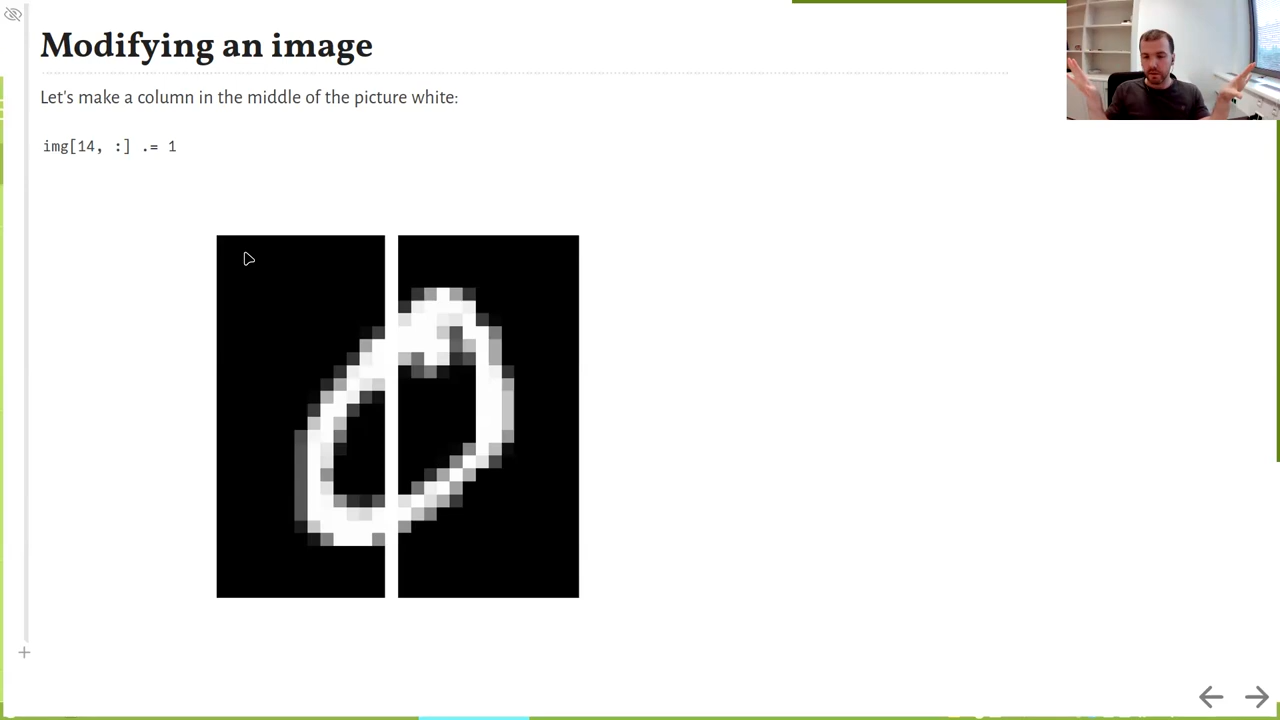 Modifying an image
Let's make a column in the middle of the picture white:
img[14, :] .= 1